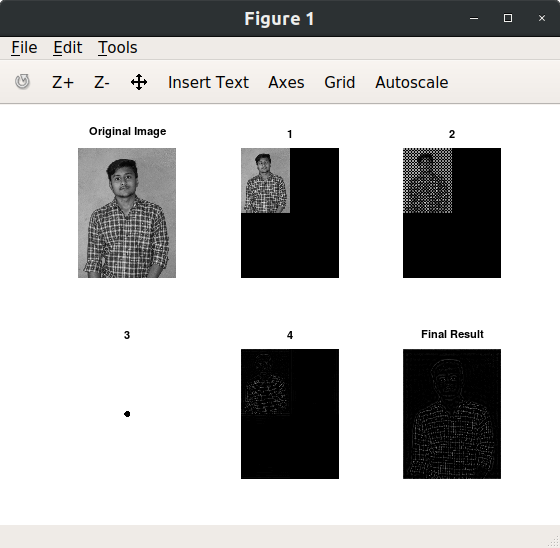 Figure 1
File Edit Tools
Z+ Z- Insert Text Axes Grid Autoscale
Original Image 1 2
3 4 Final Result